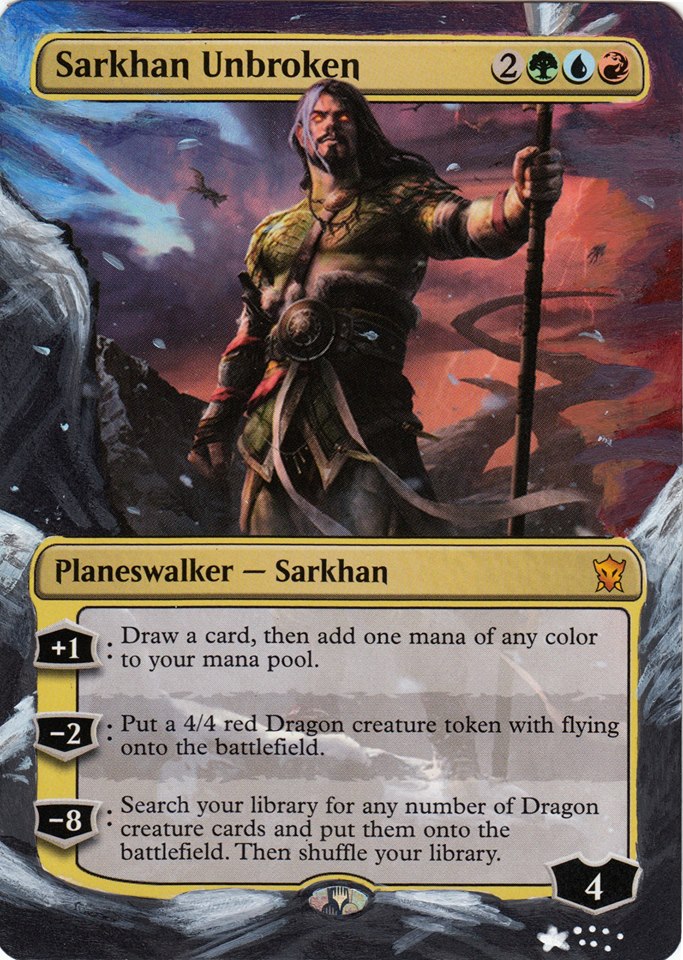 Sarkhan Unbroken 2
Planeswalker — Sarkhan
+1 : Draw a card, then add one mana of any color
to your mana pool.
−2 : Put a 4/4 red Dragon creature token with flying
onto the battlefield.
−8 : Search your library for any number of Dragon
creature cards and put them onto the
battlefield. Then shuffle your library.
4